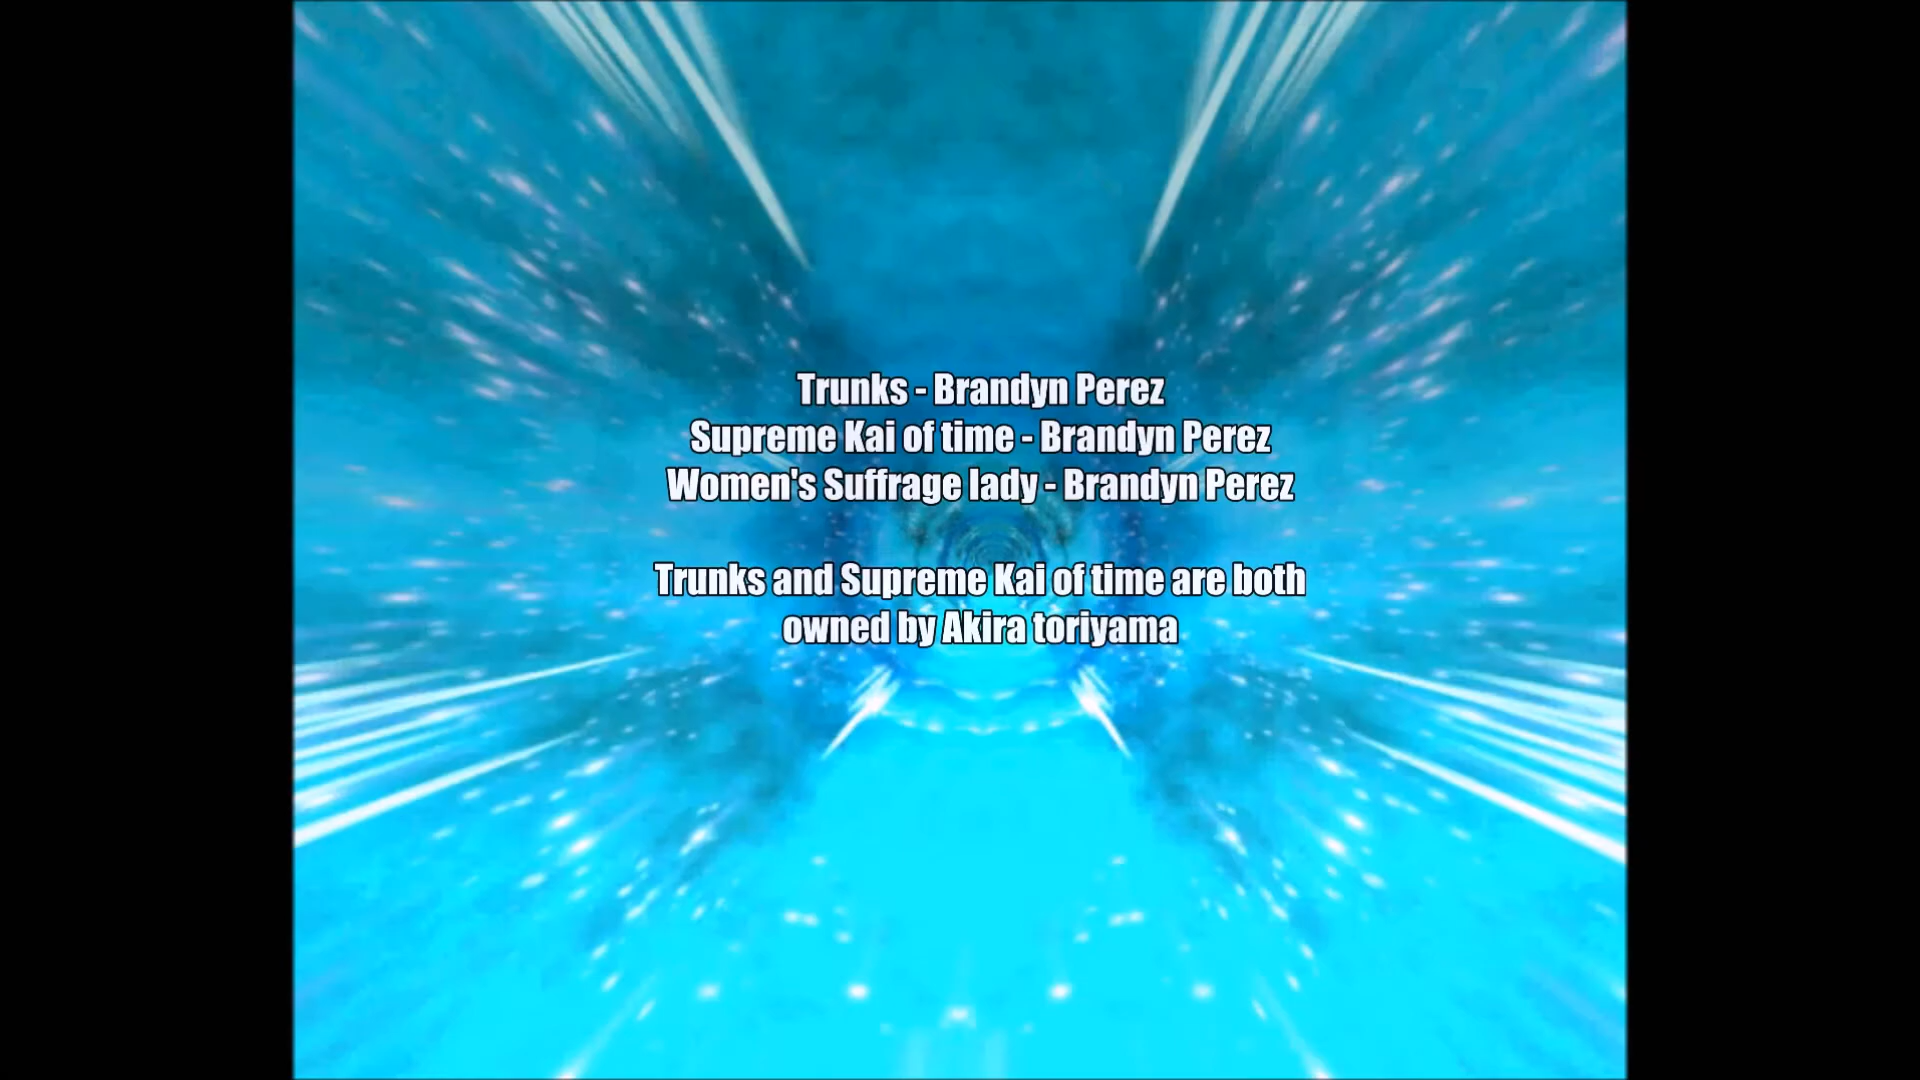 Trunks - Brandyn Perez
Supreme Kai of time - Brandyn Perez
Women's Suffrage lady - Brandyn Perez
Trunks and Supreme Kai of time are both
owned by Akira toriyama